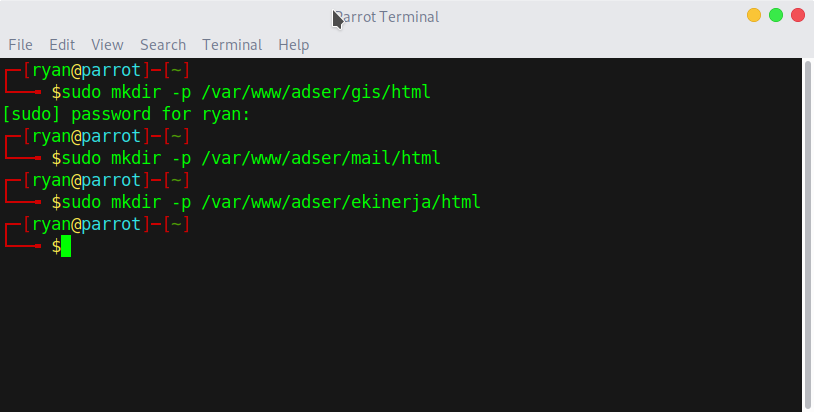 Parrot Terminal
File Edit View Search Terminal Help
┌─[ryan@parrot]─[~]
└──╼ $sudo mkdir -p /var/www/adser/gis/html
[sudo] password for ryan:
┌─[ryan@parrot]─[~]
└──╼ $sudo mkdir -p /var/www/adser/mail/html
┌─[ryan@parrot]─[~]
└──╼ $sudo mkdir -p /var/www/adser/ekinerja/html
┌─[ryan@parrot]─[~]
└──╼ $